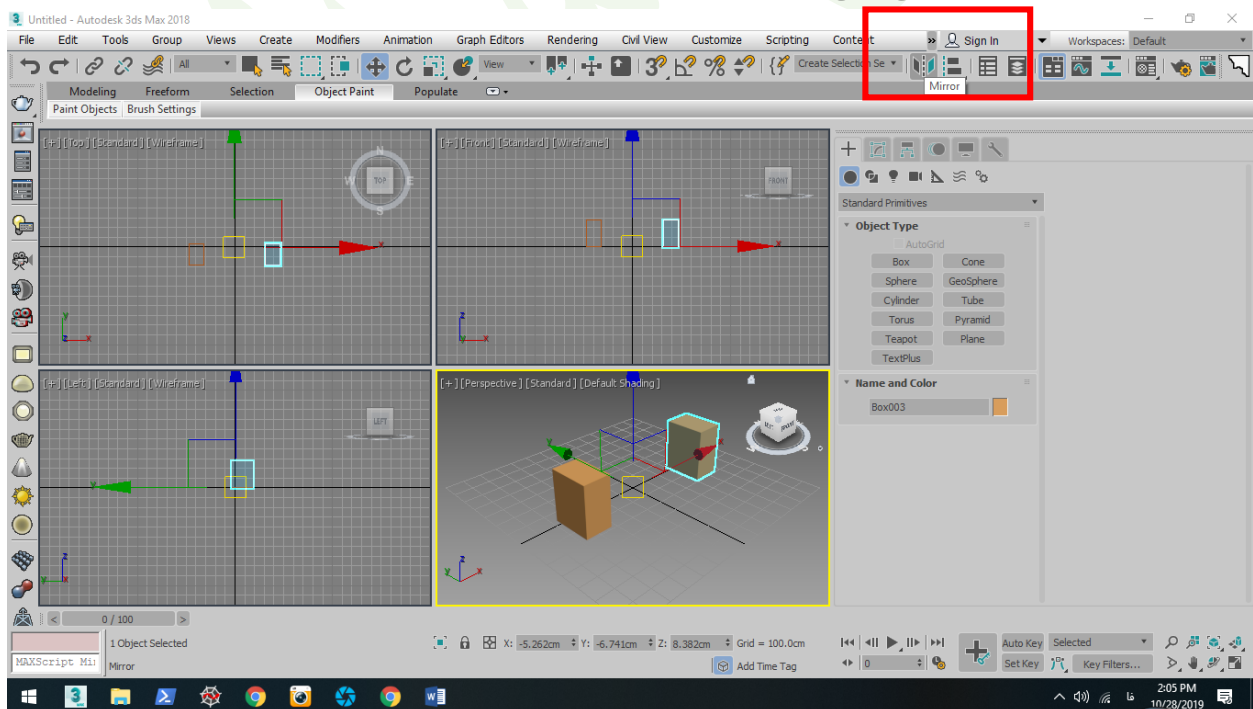 Untitled - Autodesk 3ds Max 2018
File Edit Tools Group Views Create Modifiers Animation Graph Editors Rendering Civil View Customize Scripting Content » Sign In Workspaces: Default
All View Create Selection Se
Mirror
Modeling Freeform Selection Object Paint Populate
Paint Objects Brush Settings
[+] [Top] [Standard] [Wireframe]
[+] [Front] [Standard] [Wireframe]
N
W TOP E
S
FRONT
x
x
y
z x
z
y x
Standard Primitives
Object Type
AutoGrid
Box Cone
Sphere GeoSphere
Cylinder Tube
Torus Pyramid
Teapot Plane
TextPlus
Name and Color
Box003
[+] [Left] [Standard] [Wireframe]
[+] [Perspective] [Standard] [Default Shading]
LEFT
y
y
x
z
y x
z
y x
< 0 / 100 >
1 Object Selected
X: -5.262cm Y: -6.741cm Z: 8.382cm Grid = 100.0cm
Auto Key Selected
MAXScript Mi
Mirror
Add Time Tag
0
Set Key Key Filters...
فا
2:05 PM
10/28/2019